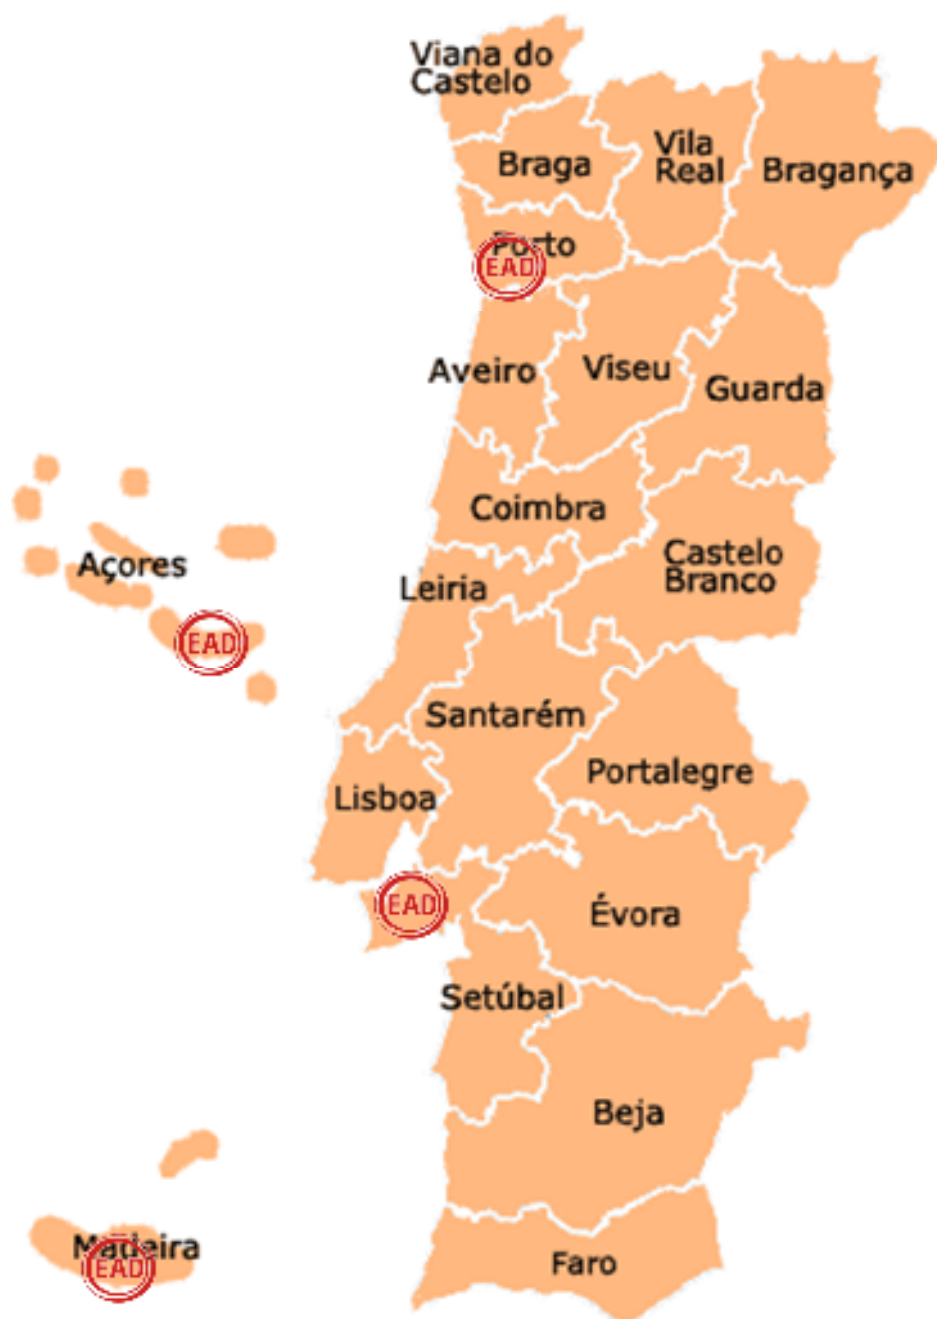 Viana do
Castelo
Braga
Vila
Real
Bragança
Porto
EAD
Aveiro
Viseu
Guarda
Coimbra
Açores
Castelo
Branco
Leiria
EAD
Santarém
Portalegre
Lisboa
EAD
Évora
Setúbal
Beja
Madeira
EAD
Faro